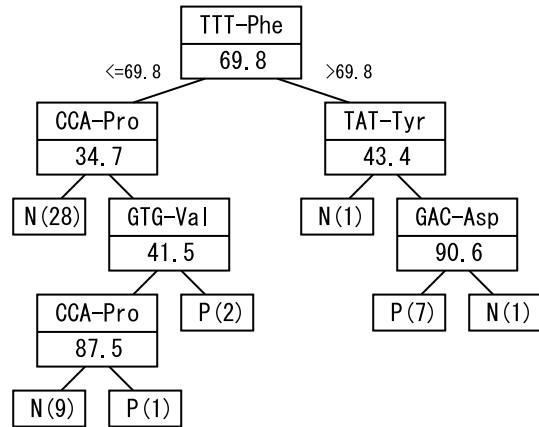 TTT-Phe
69.8
<=69.8
>69.8
CCA-Pro
34.7
TAT-Tyr
43.4
N(28)
GTG-Val
41.5
N(1)
GAC-Asp
90.6
CCA-Pro
87.5
P(2)
P(7)
N(1)
N(9)
P(1)